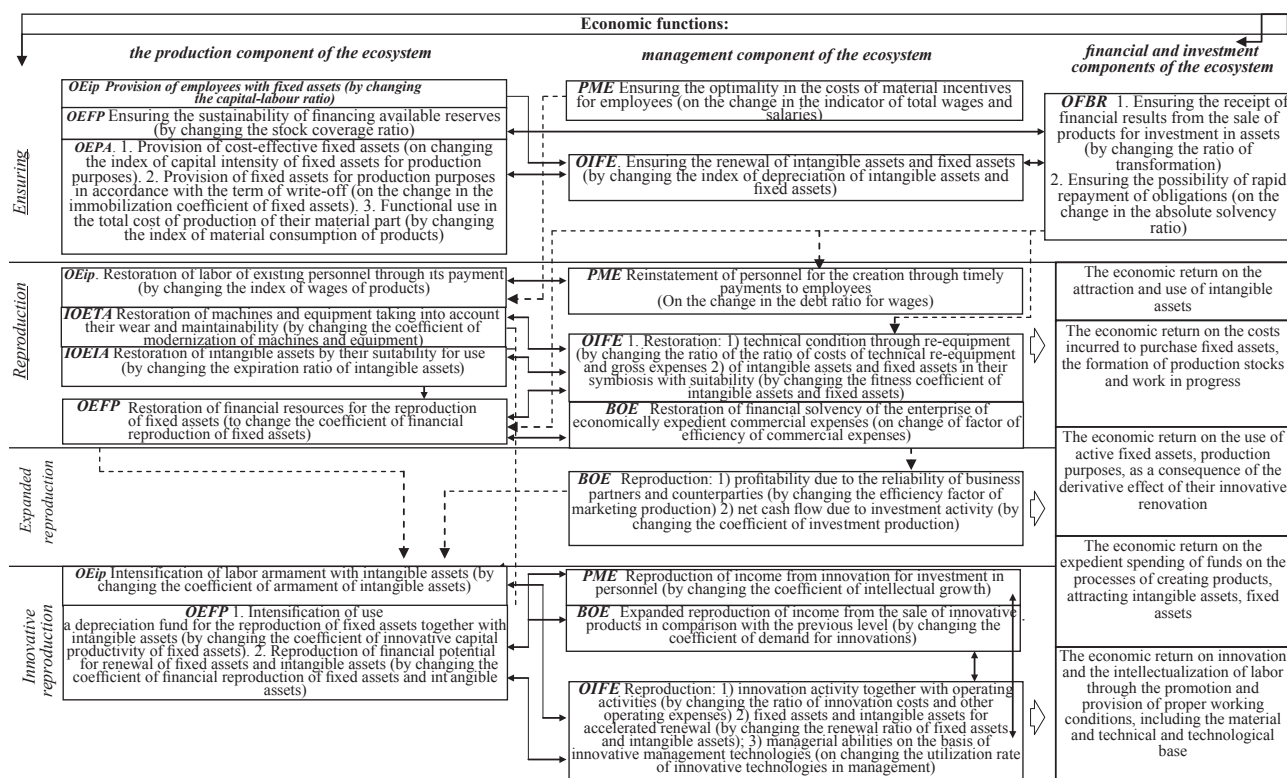 Economic functions:
the production component of the ecosystem
management component of the ecosystem
financial and investment
components of the ecosystem
Ensuring
OEip Provision of employees with fixed assets (by changing
the capital-labour ratio)
OEFP Ensuring the sustainability of financing available reserves
(by changing the stock coverage ratio)
OEPA. 1. Provision of cost-effective fixed assets (on changing
the index of capital intensity of fixed assets for production
purposes). 2. Provision of fixed assets for production purposes
in accordance with the term of write-off (on the change in the
immobilization coefficient of fixed assets). 3. Functional use in
the total cost of production of their material part (by changing
the index of material consumption of products)
PME Ensuring the optimality in the costs of material incentives
for employees (on the change in the indicator of total wages and
salaries)
OIFE. Ensuring the renewal of intangible assets and fixed assets
(by changing the index of depreciation of intangible assets and
fixed assets)
OFBR 1. Ensuring the receipt of
financial results from the sale of
products for investment in assets
(by changing the ratio of
transformation)
2. Ensuring the possibility of rapid
repayment of obligations (on the
change in the absolute solvency
ratio)
Reproduction
OEip. Restoration of labor of existing personnel through its payment
(by changing the index of wages of products)
IOETA Restoration of machines and equipment taking into account
their wear and maintainability (by changing the coefficient of
modernization of machines and equipment)
IOEIA Restoration of intangible assets by their suitability for use
(by changing the expiration ratio of intangible assets)
OEFP Restoration of financial resources for the reproduction
of fixed assets (to change the coefficient of financial
reproduction of fixed assets)
PME Reinstatement of personnel for the creation through timely
payments to employees
(On the change in the debt ratio for wages)
OIFE 1. Restoration: 1) technical condition through re-equipment
(by changing the ratio of the ratio of costs of technical re-equipment
and gross expenses 2) of intangible assets and fixed assets in their
symbiosis with suitability (by changing the fitness coefficient of
intangible assets and fixed assets)
BOE Restoration of financial solvency of the enterprise of
economically expedient commercial expenses (on change of factor of
efficiency of commercial expenses)
The economic return on the
attraction and use of intangible
assets
The economic return on the costs
incurred to purchase fixed assets,
the formation of production stocks
and work in progress
Expanded
reproduction
BOE Reproduction: 1) profitability due to the reliability of business
partners and counterparties (by changing the efficiency factor of
marketing production) 2) net cash flow due to investment activity (by
changing the coefficient of investment production)
The economic return on the use of
active fixed assets, production
purposes, as a consequence of the
derivative effect of their innovative
renovation
The economic return on the
expedient spending of funds on the
processes of creating products,
attracting intangible assets, fixed
assets
Innovative
reproduction
OEip Intensification of labor armament with intangible assets (by
changing the coefficient of armament of intangible assets)
OEFP 1. Intensification of use
a depreciation fund for the reproduction of fixed assets together with
intangible assets (by changing the coefficient of innovative capital
productivity of fixed assets). 2. Reproduction of financial potential
for renewal of fixed assets and intangible assets (by changing the
coefficient of financial reproduction of fixed assets and intangible
assets)
PME Reproduction of income from innovation for investment in
personnel (by changing the coefficient of intellectual growth)
BOE Expanded reproduction of income from the sale of innovative
products in comparison with the previous level (by changing the
coefficient of demand for innovations)
OIFE Reproduction: 1) innovation activity together with operating
activities (by changing the ratio of innovation costs and other
operating expenses) 2) fixed assets and intangible assets for
accelerated renewal (by changing the renewal ratio of fixed assets
and intangible assets); 3) managerial abilities on the basis of
innovative management technologies (on changing the utilization rate
of innovative technologies in management)
The economic return on innovation
and the intellectualization of labor
through the promotion and
provision of proper working
conditions, including the material
and technical and technological
base